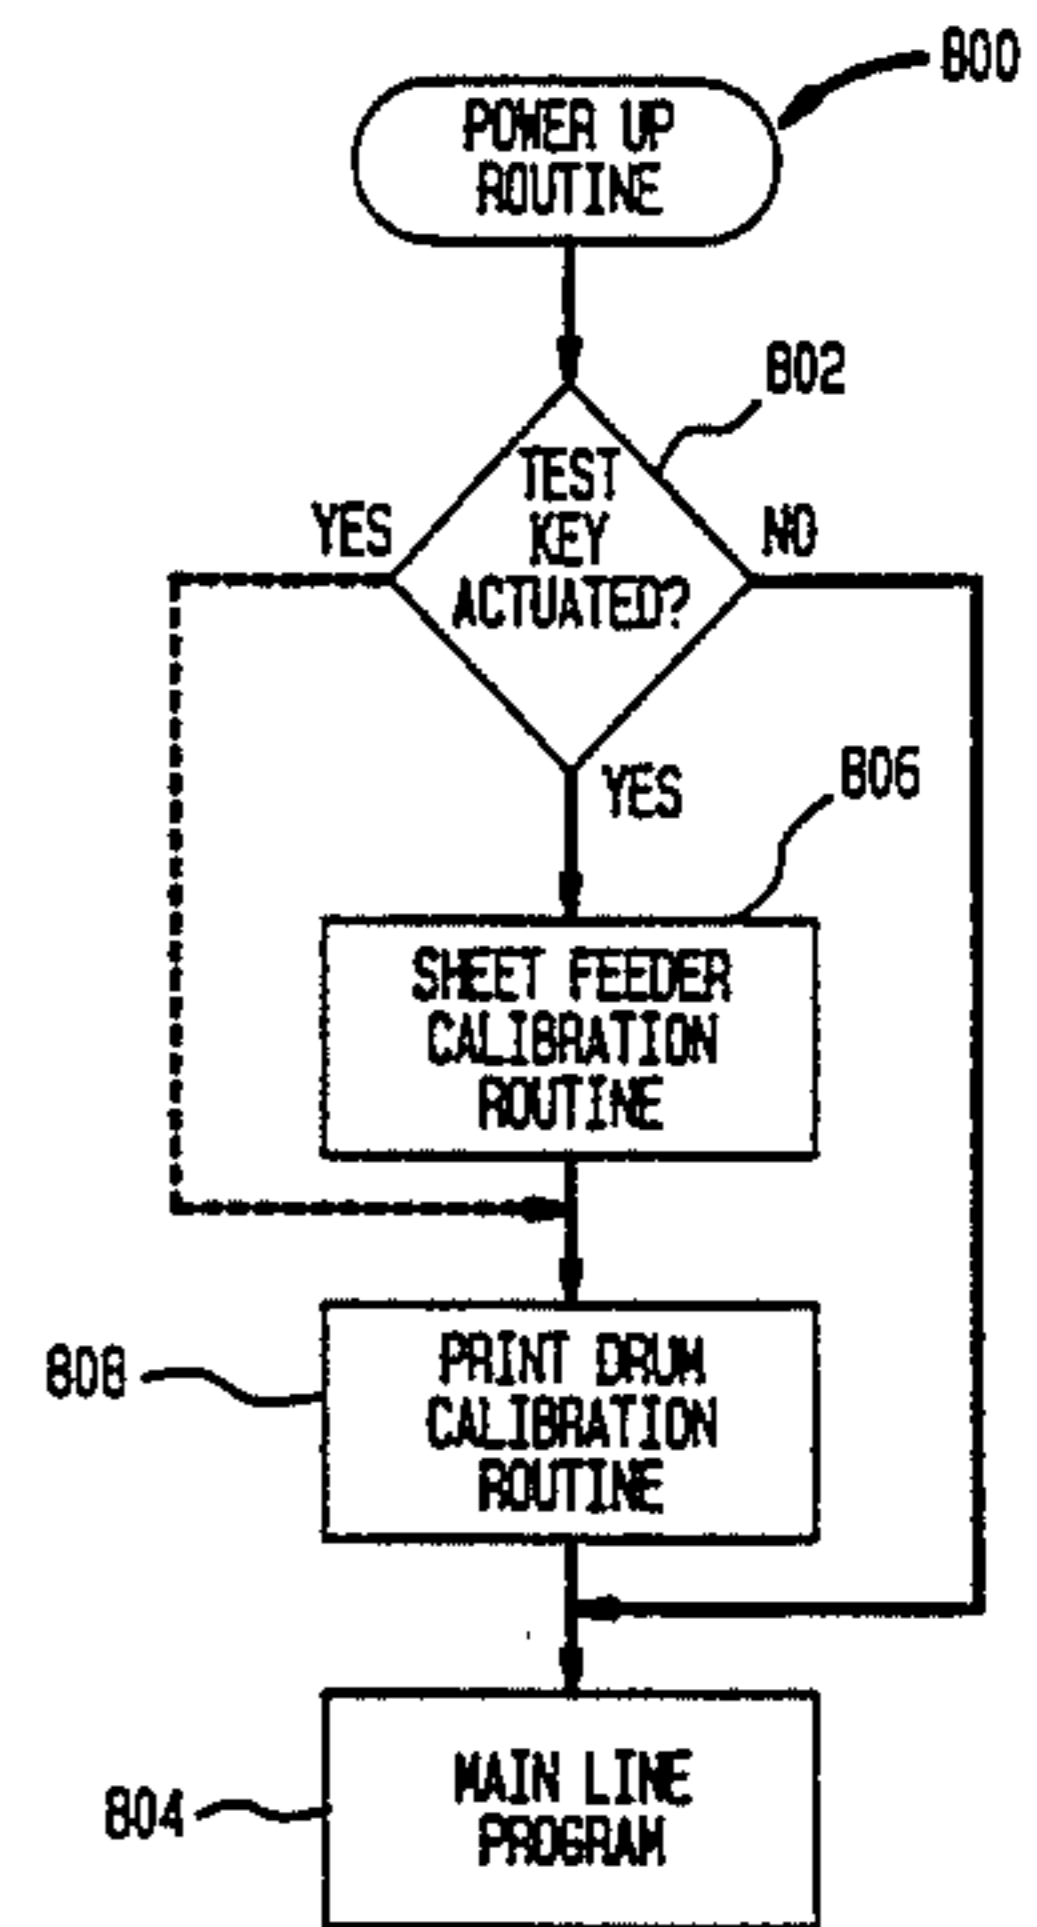 800
POWER UP
ROUTINE
802
TEST
KEY
ACTUATED?
YES
NO
YES
806
SHEET FEEDER
CALIBRATION
ROUTINE
808
PRINT DRUM
CALIBRATION
ROUTINE
804
MAIN LINE
PROGRAM